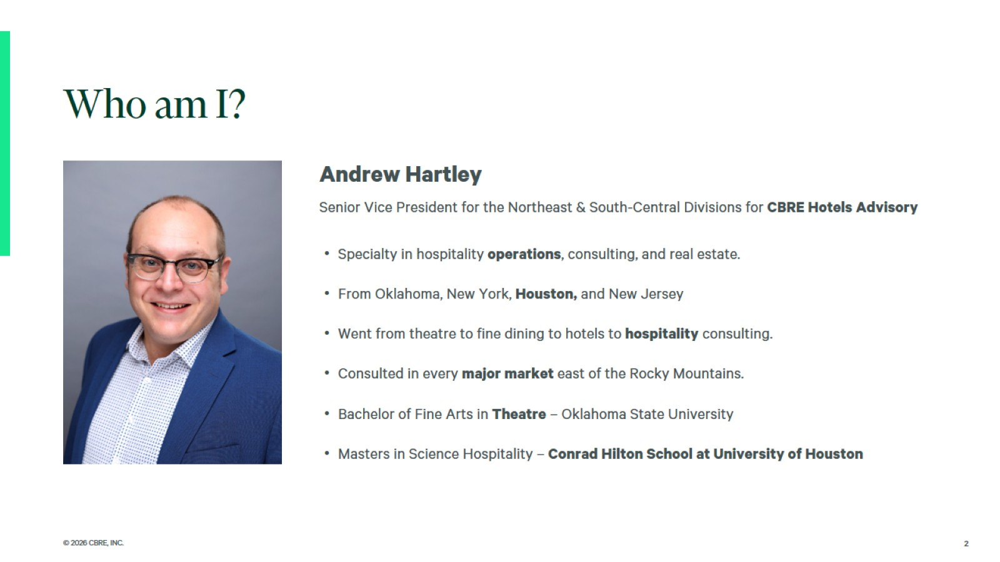 Who am I?
Andrew Hartley
Senior Vice President for the Northeast & South-Central Divisions for CBRE Hotels Advisory
• Specialty in hospitality operations, consulting, and real estate.
• From Oklahoma, New York, Houston, and New Jersey
• Went from theatre to fine dining to hotels to hospitality consulting.
• Consulted in every major market east of the Rocky Mountains.
• Bachelor of Fine Arts in Theatre – Oklahoma State University
• Masters in Science Hospitality – Conrad Hilton School at University of Houston
© 2026 CBRE, INC.
2